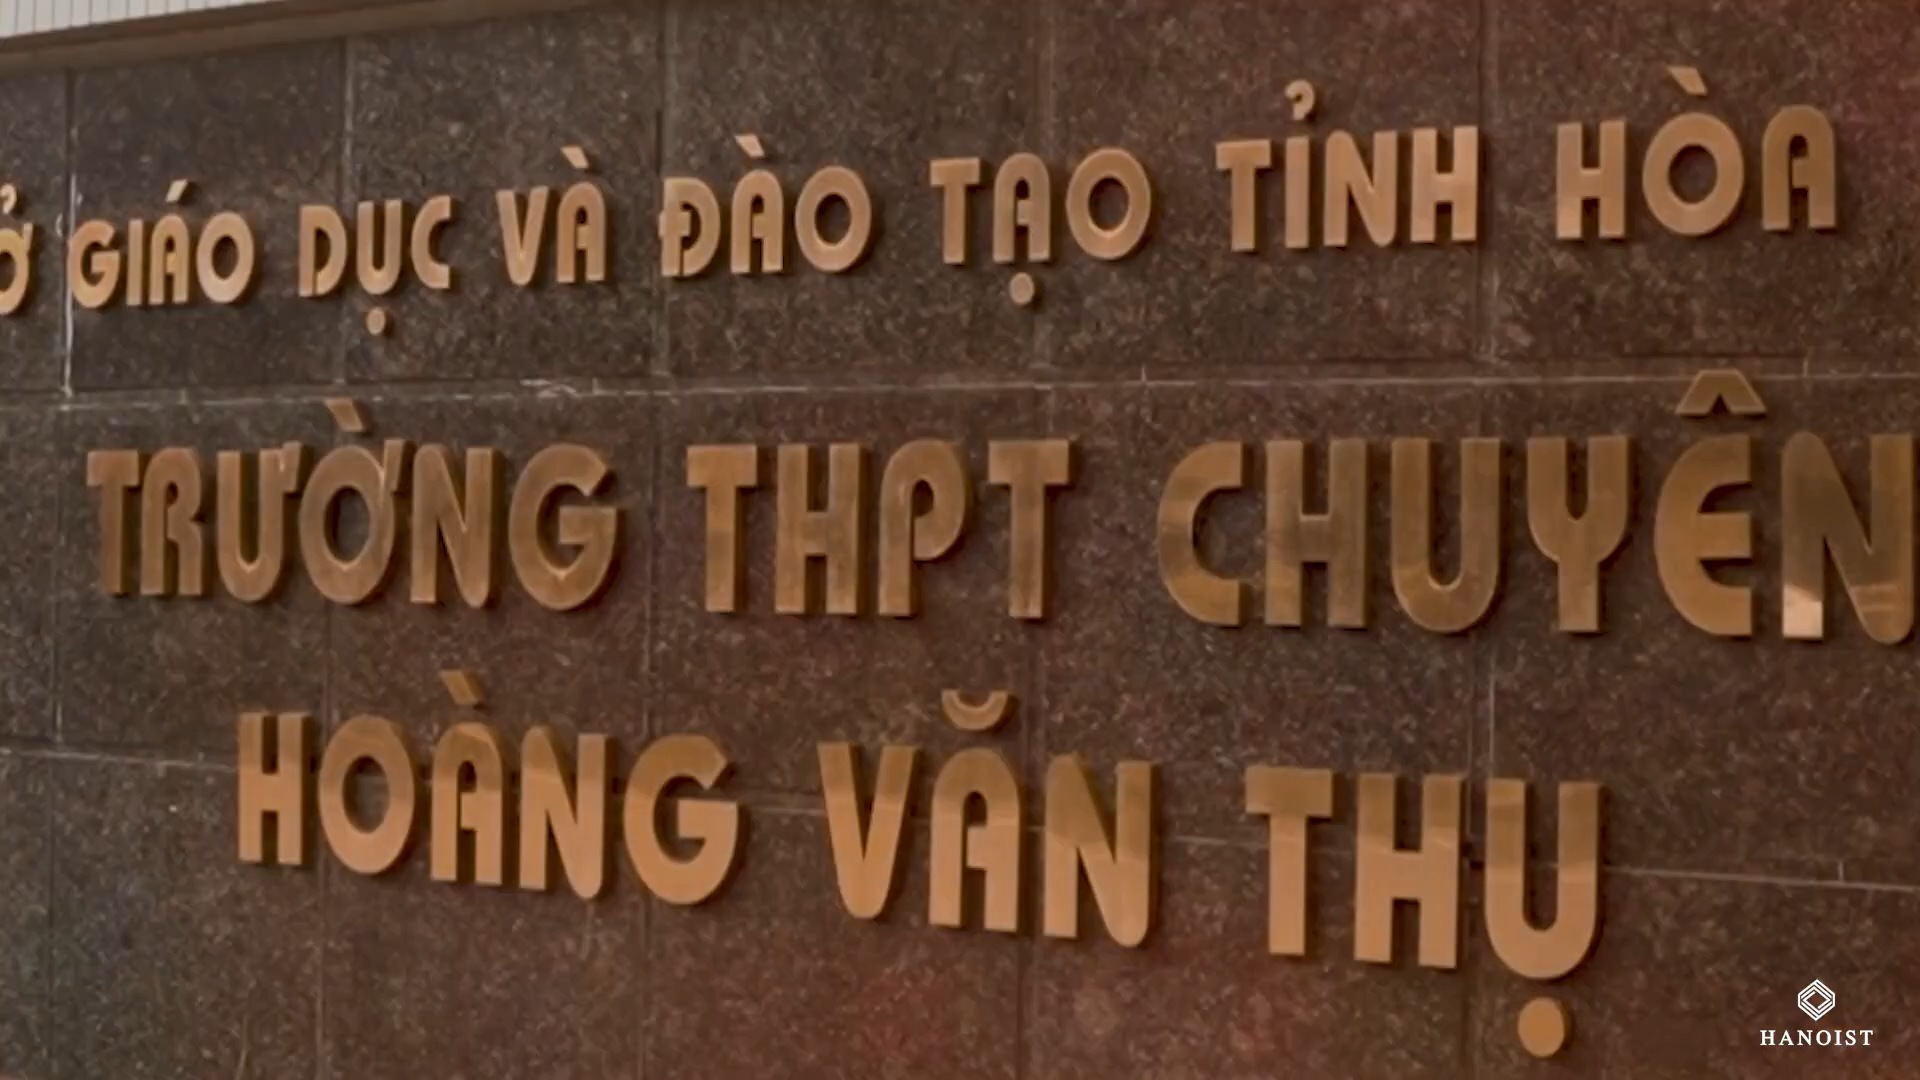 Ở GIÁO DỤC VÀ ĐÀO TẠO TỈNH HÒA
TRƯỜNG THPT CHUYÊN
HOÀNG VĂN THỤ
HANOIST